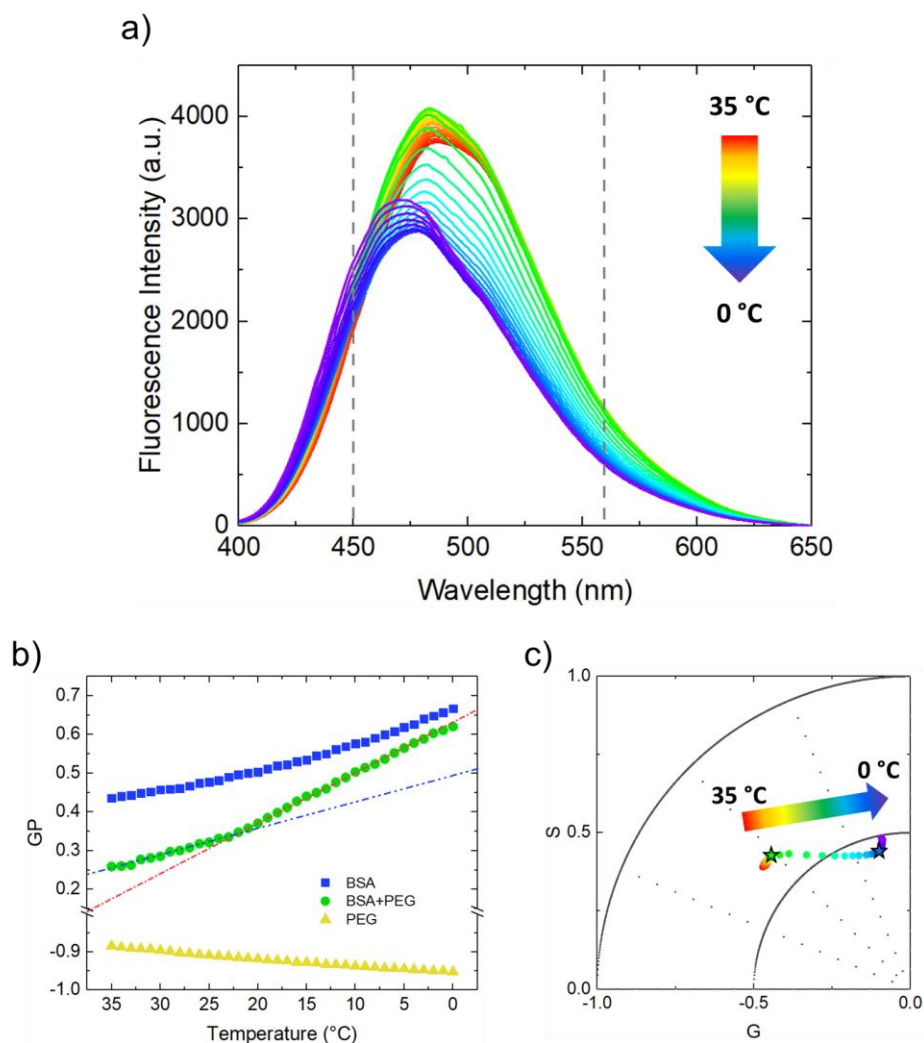 a)
4000
3000
2000
1000
0
Fluorescence Intensity (a.u.)
400
450
500
550
600
650
Wavelength (nm)
35 °C
0 °C
b)
0.7
0.6
0.5
0.4
0.3
0.2
-0.9
-1.0
GP
BSA
BSA+PEG
PEG
35
30
25
20
15
10
5
0
Temperature (°C)
c)
1.0
0.5
0.0
S
35 °C
0 °C
-1.0
-0.5
0.0
G